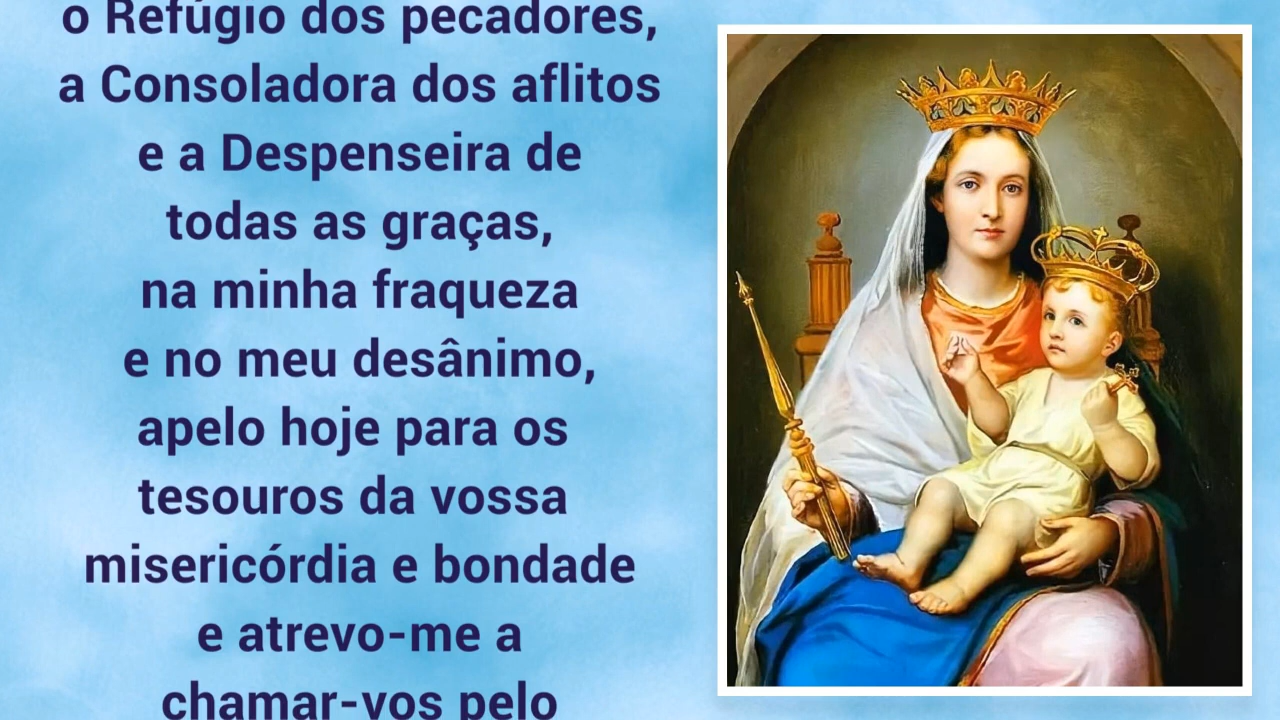 o Refúgio dos pecadores,
a Consoladora dos aflitos
e a Despenseira de
todas as graças,
na minha fraqueza
e no meu desânimo,
apelo hoje para os
tesouros da vossa
misericórdia e bondade
e atrevo-me a
chamar-vos pelo